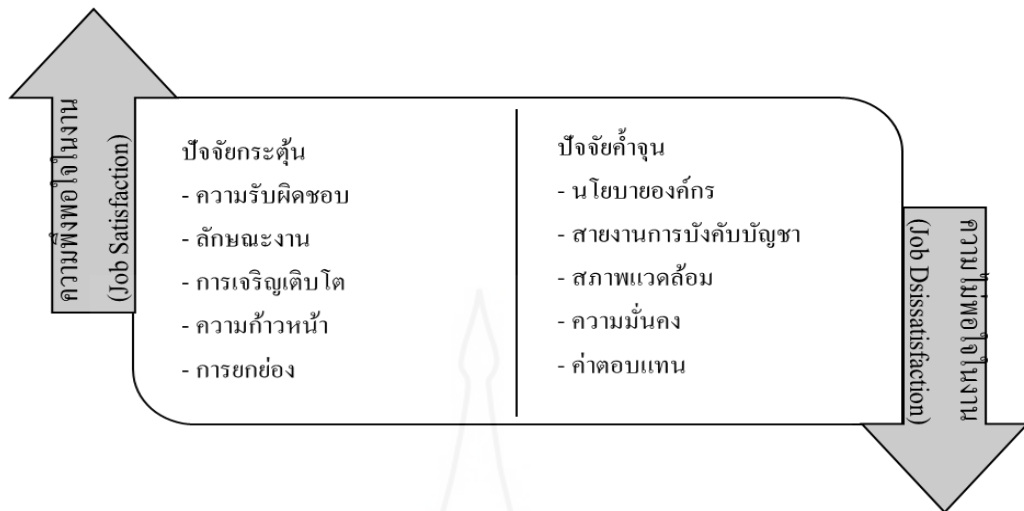 ความพึงพอใจในงาน
(Job Satisfaction)
ปัจจัยกระตุ้น
- ความรับผิดชอบ
- ลักษณะงาน
- การเจริญเติบโต
- ความก้าวหน้า
- การยกย่อง
ปัจจัยค้ำจุน
- นโยบายองค์กร
- สายงานการบังคับบัญชา
- สภาพแวดล้อม
- ความมั่นคง
- ค่าตอบแทน
ความไม่พอใจในงาน
(Job Dsissatisfaction)